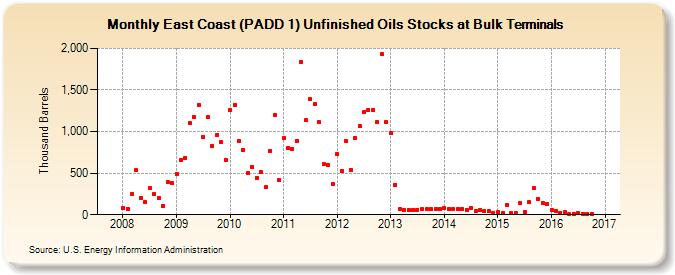 Monthly East Coast (PADD 1) Unfinished Oils Stocks at Bulk Terminals
Thousand Barrels
2,000
1,500
1,000
500
0
2008 2009 2010 2011 2012 2013 2014 2015 2016 2017
Source: U.S. Energy Information Administration